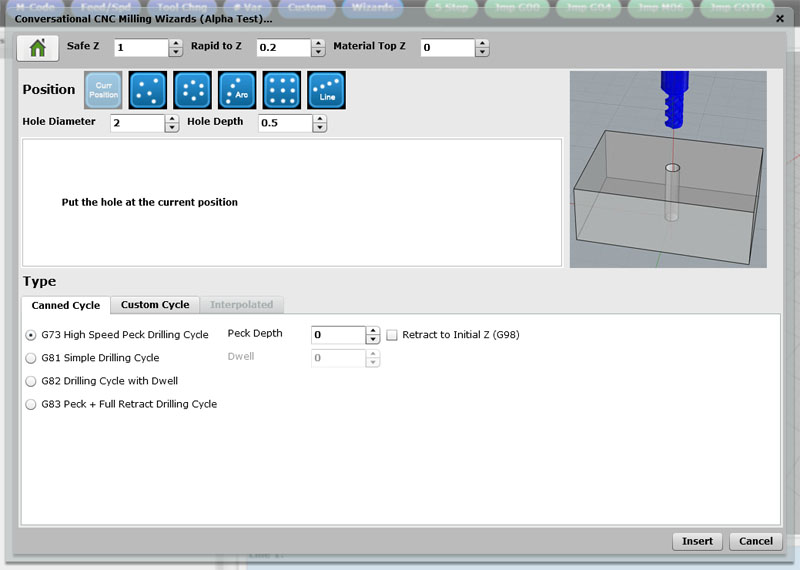 M-Code Feed/Spd Tool Chng # Var Custom Wizards S Stop Jmp G00 Jmp G04 Jmp M06 Jmp GOTO
Conversational CNC Milling Wizards (Alpha Test)...
Safe Z 1 Rapid to Z 0.2 Material Top Z 0
Position Curr Position Arc Line
Hole Diameter 2 Hole Depth 0.5
Put the hole at the current position
Type
Canned Cycle Custom Cycle Interpolated
G73 High Speed Peck Drilling Cycle Peck Depth 0 Retract to Initial Z (G98)
G81 Simple Drilling Cycle Dwell 0
G82 Drilling Cycle with Dwell
G83 Peck + Full Retract Drilling Cycle
Insert Cancel